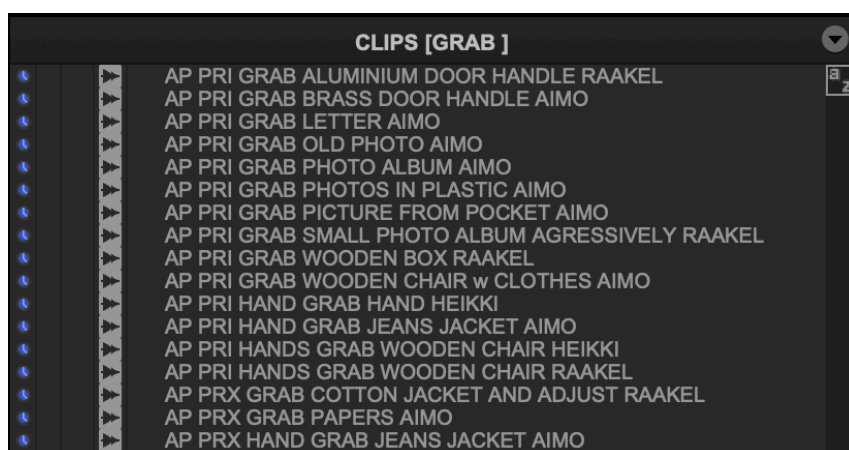 CLIPS [GRAB ]
AP PRI GRAB ALUMINIUM DOOR HANDLE RAAKEL
AP PRI GRAB BRASS DOOR HANDLE AIMO
AP PRI GRAB LETTER AIMO
AP PRI GRAB OLD PHOTO AIMO
AP PRI GRAB PHOTO ALBUM AIMO
AP PRI GRAB PHOTOS IN PLASTIC AIMO
AP PRI GRAB PICTURE FROM POCKET AIMO
AP PRI GRAB SMALL PHOTO ALBUM AGRESSIVELY RAAKEL
AP PRI GRAB WOODEN BOX RAAKEL
AP PRI GRAB WOODEN CHAIR w CLOTHES AIMO
AP PRI HAND GRAB HAND HEIKKI
AP PRI HAND GRAB JEANS JACKET AIMO
AP PRI HANDS GRAB WOODEN CHAIR HEIKKI
AP PRI HANDS GRAB WOODEN CHAIR RAAKEL
AP PRX GRAB COTTON JACKET AND ADJUST RAAKEL
AP PRX GRAB PAPERS AIMO
AP PRX HAND GRAB JEANS JACKET AIMO
a z